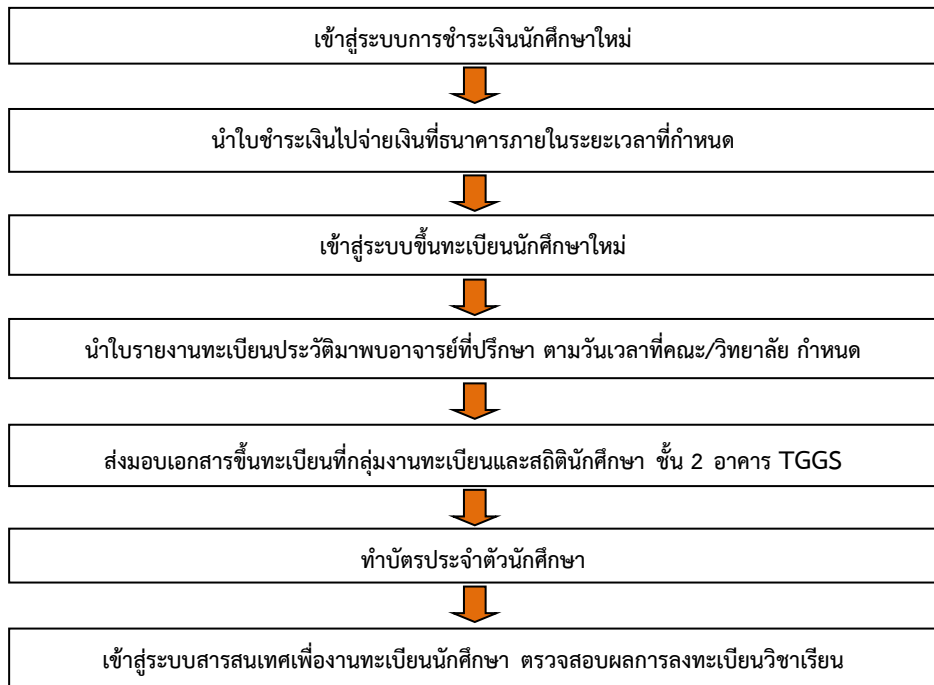 เข้าสู่ระบบการชำระเงินนักศึกษาใหม่
นำใบชำระเงินไปจ่ายเงินที่ธนาคารภายในระยะเวลาที่กำหนด
เข้าสู่ระบบขึ้นทะเบียนนักศึกษาใหม่
นำใบรายงานทะเบียนประวัติมาพบอาจารย์ที่ปรึกษา ตามวันเวลาที่คณะ/วิทยาลัย กำหนด
ส่งมอบเอกสารขึ้นทะเบียนที่กลุ่มงานทะเบียนและสถิตินักศึกษา ชั้น 2 อาคาร TGGS
ทำบัตรประจำตัวนักศึกษา
เข้าสู่ระบบสารสนเทศเพื่องานทะเบียนนักศึกษา ตรวจสอบผลการลงทะเบียนวิชาเรียน